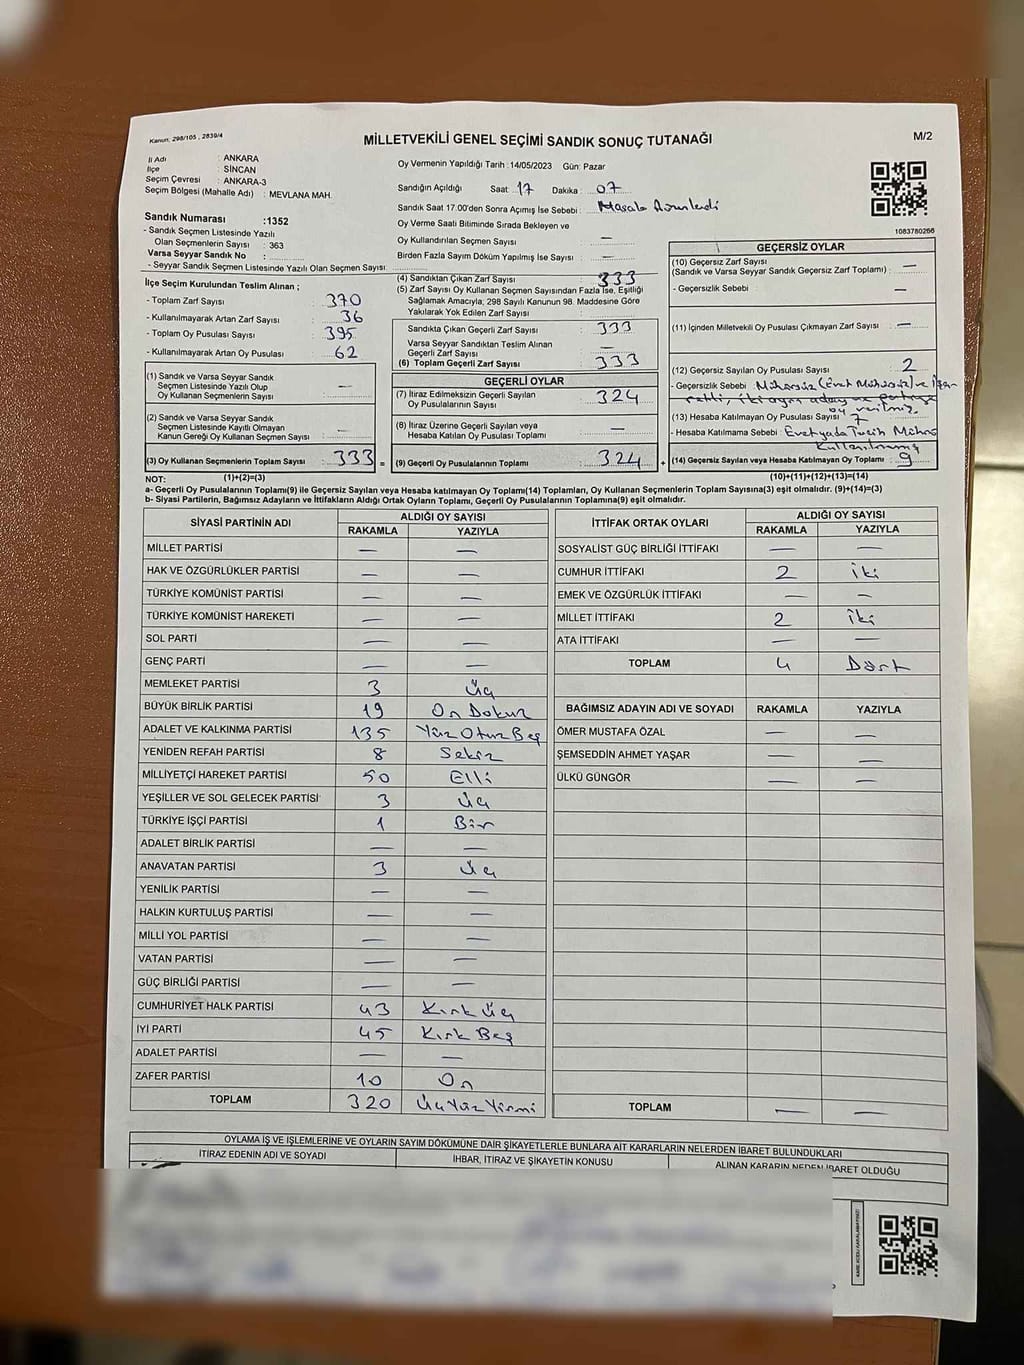 Kanun: 298/105 , 2839/4
MİLLETVEKİLİ GENEL SEÇİMİ SANDIK SONUÇ TUTANAĞI
M/2
İl Adı : ANKARA
İlçe : SİNCAN
Seçim Çevresi : ANKARA-3
Seçim Bölgesi (Mahalle Adı) : MEVLANA MAH.
Sandık Numarası :1352
- Sandık Seçmen Listesinde Yazılı
Olan Seçmenlerin Sayısı : 363
Varsa Seyyar Sandık No :
- Seyyar Sandık Seçmen Listesinde Yazılı Olan Seçmen Sayısı:
Oy Vermenin Yapıldığı Tarih : 14/05/2023 Gün: Pazar
Sandığın Açıldığı Saat 17 Dakika : 07
Sandık Saat 17.00'den Sonra Açımış İse Sebebi :
Oy Verme Saati Bitiminde Sırada Bekleyen ve
Oy Kullandırılan Seçmen Sayısı : —
Birden Fazla Sayım Döküm Yapılmış İse Sayısı : —
1083780266
İlçe Seçim Kurulundan Teslim Alınan ;
- Toplam Zarf Sayısı : 370
- Kullanılmayarak Artan Zarf Sayısı : 36
- Toplam Oy Pusulası Sayısı : 395
- Kullanılmayarak Artan Oy Pusulası : 62
(1) Sandık ve Varsa Seyyar Sandık
Seçmen Listesinde Yazılı Olup
Oy Kullanan Seçmenlerin Sayısı : —
(2) Sandık ve Varsa Seyyar Sandık
Seçmen Listesinde Kayıtlı Olmayan
Kanun Gereği Oy Kullanan Seçmen Sayısı : —
(3) Oy Kullanan Seçmenlerin Toplam Sayısı : 333 =
(4) Sandıktan Çıkan Zarf Sayısı : 333
(5) Zarf Sayısı Oy Kullanan Seçmen Sayısından Fazla İse, Eşitliği
Sağlamak Amacıyla; 298 Sayılı Kanunun 98. Maddesine Göre
Yakılarak Yok Edilen Zarf Sayısı :
Sandıkta Çıkan Geçerli Zarf Sayısı : 333
Varsa Seyyar Sandıktan Teslim Alınan
Geçerli Zarf Sayısı : —
(6) Toplam Geçerli Zarf Sayısı : 333
GEÇERLİ OYLAR
(7) İtiraz Edilmeksizin Geçerli Sayılan
Oy Pusulalarının Sayısı : 324
(8) İtiraz Üzerine Geçerli Sayılan veya
Hesaba Katılan Oy Pusulası Toplamı : —
(9) Geçerli Oy Pusulalarının Toplamı : 324 +
GEÇERSİZ OYLAR
(10) Geçersiz Zarf Sayısı : —
(Sandık ve Varsa Seyyar Sandık Geçersiz Zarf Toplamı) :
- Geçersizlik Sebebi : —
(11) İçinden Milletvekili Oy Pusulası Çıkmayan Zarf Sayısı : —
(12) Geçersiz Sayılan Oy Pusulası Sayısı : 2
- Geçersizlik Sebebi : Mühürsüz (Evet Mühürsüz) ve
iki ayrı
oy verilmiş
(13) Hesaba Katılmayan Oy Pusulası Sayısı : 7
- Hesaba Katılmama Sebebi : Evet yada Tercih Mührü
Kullanılmamış
(14) Geçersiz Sayılan veya Hesaba Katılmayan Oy Toplamı : 9
NOT: (1)+(2)=(3) (10)+(11)+(12)+(13)=(14)
a- Geçerli Oy Pusulalarının Toplamı(9) ile Geçersiz Sayılan veya Hesaba katılmayan Oy Toplam(14) Toplamları, Oy Kullanan Seçmenlerin Toplam Sayısına(3) eşit olmalıdır. (9)+(14)=(3)
b- Siyasi Partilerin, Bağımsız Adayların ve İttifakların Aldığı Ortak Oyların Toplamı, Geçerli Oy Pusulalarının Toplamına(9) eşit olmalıdır.
SİYASİ PARTİNİN ADI ALDIĞI OY SAYISI
RAKAMLA YAZIYLA
MİLLET PARTİSİ — —
HAK VE ÖZGÜRLÜKLER PARTİSİ — —
TÜRKİYE KOMÜNİST PARTİSİ — —
TÜRKİYE KOMÜNİST HAREKETİ — —
SOL PARTİ — —
GENÇ PARTİ — —
MEMLEKET PARTİSİ 3 Üç
BÜYÜK BİRLİK PARTİSİ 19 On Dokuz
ADALET VE KALKINMA PARTİSİ 135 Yüz Otuz Beş
YENİDEN REFAH PARTİSİ 8 Sekiz
MİLLİYETÇİ HAREKET PARTİSİ 50 Elli
YEŞİLLER VE SOL GELECEK PARTİSİ 3 Üç
TÜRKİYE İŞÇİ PARTİSİ 1 Bir
ADALET BİRLİK PARTİSİ — —
ANAVATAN PARTİSİ 3 Üç
YENİLİK PARTİSİ — —
HALKIN KURTULUŞ PARTİSİ — —
MİLLİ YOL PARTİSİ — —
VATAN PARTİSİ — —
GÜÇ BİRLİĞİ PARTİSİ — —
CUMHURİYET HALK PARTİSİ 43 Kırk Üç
İYİ PARTİ 45 Kırk Beş
ADALET PARTİSİ — —
ZAFER PARTİSİ 10 On
TOPLAM 320 Üç Yüz Yirmi
İTTİFAK ORTAK OYLARI ALDIĞI OY SAYISI
RAKAMLA YAZIYLA
SOSYALİST GÜÇ BİRLİĞİ İTTİFAKI — —
CUMHUR İTTİFAKI 2 İki
EMEK VE ÖZGÜRLÜK İTTİFAKI — —
MİLLET İTTİFAKI 2 İki
ATA İTTİFAKI — —
TOPLAM 4 Dört
BAĞIMSIZ ADAYIN ADI VE SOYADI RAKAMLA YAZIYLA
ÖMER MUSTAFA ÖZAL — —
ŞEMSEDDİN AHMET YAŞAR — —
ÜLKÜ GÜNGÖR — —
TOPLAM — —
OYLAMA İŞ VE İŞLEMLERİNE VE OYLARIN SAYIM DÖKÜMÜNE DAİR ŞİKAYETLERLE BUNLARA AİT KARARLARIN NELERDEN İBARET BULUNDUKLARI
İTİRAZ EDENİN ADI VE SOYADI İHBAR, İTİRAZ VE ŞİKAYETİN KONUSU ALINAN KARARIN NEDEN İBARET OLDUĞU